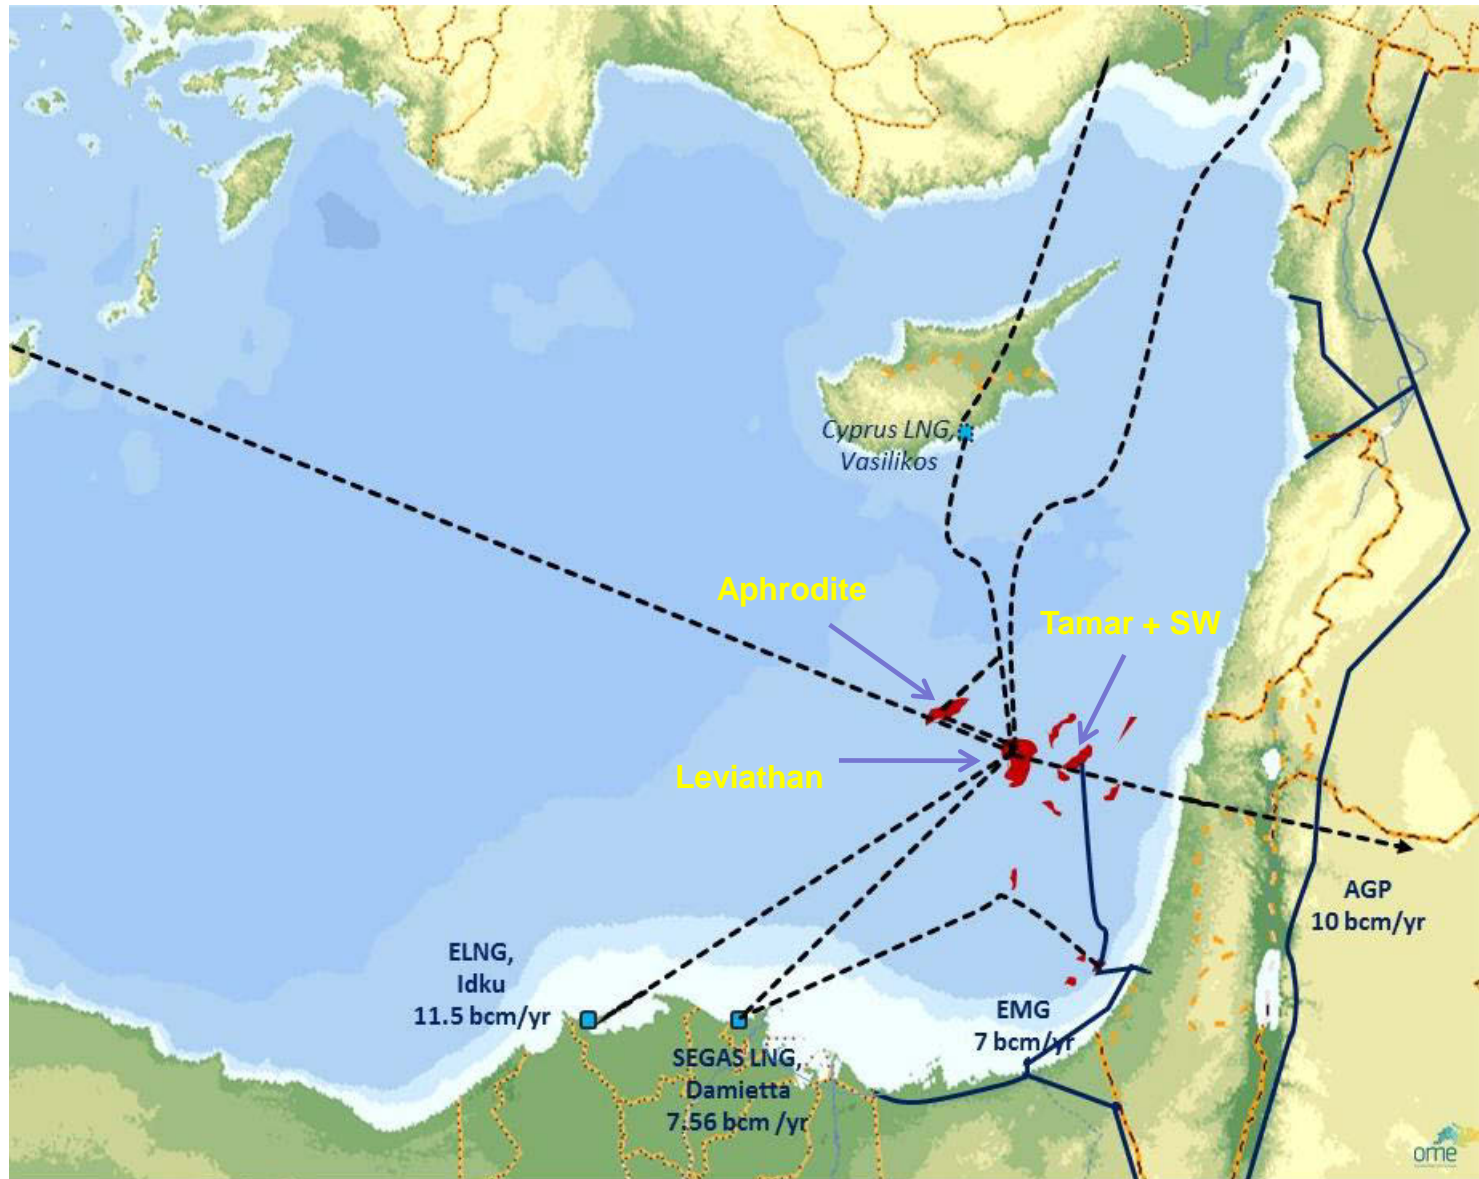 Cyprus LNG,
Vasilikos
Aphrodite
Tamar + SW
Leviathan
AGP
10 bcm/yr
ELNG,
Idku
11.5 bcm/yr
EMG
7 bcm/yr
SEGAS LNG,
Damietta
7.56 bcm /yr
ome